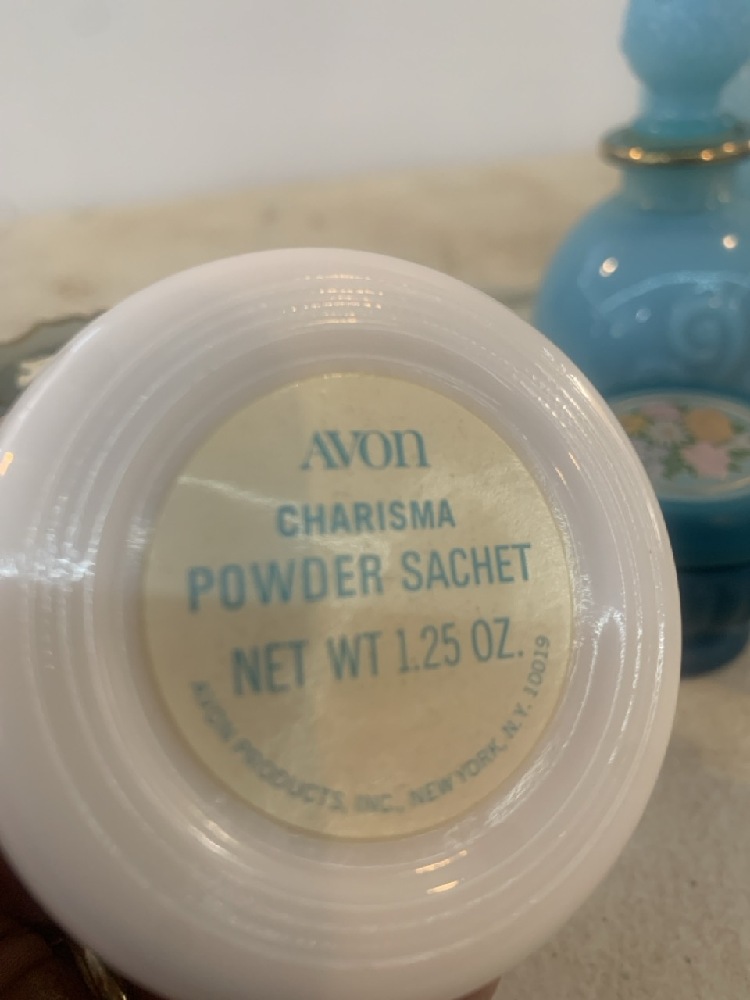 AVON
CHARISMA
POWDER SACHET
NET WT 1.25 OZ.
AVON PRODUCTS, INC., NEW YORK, N.Y. 10019